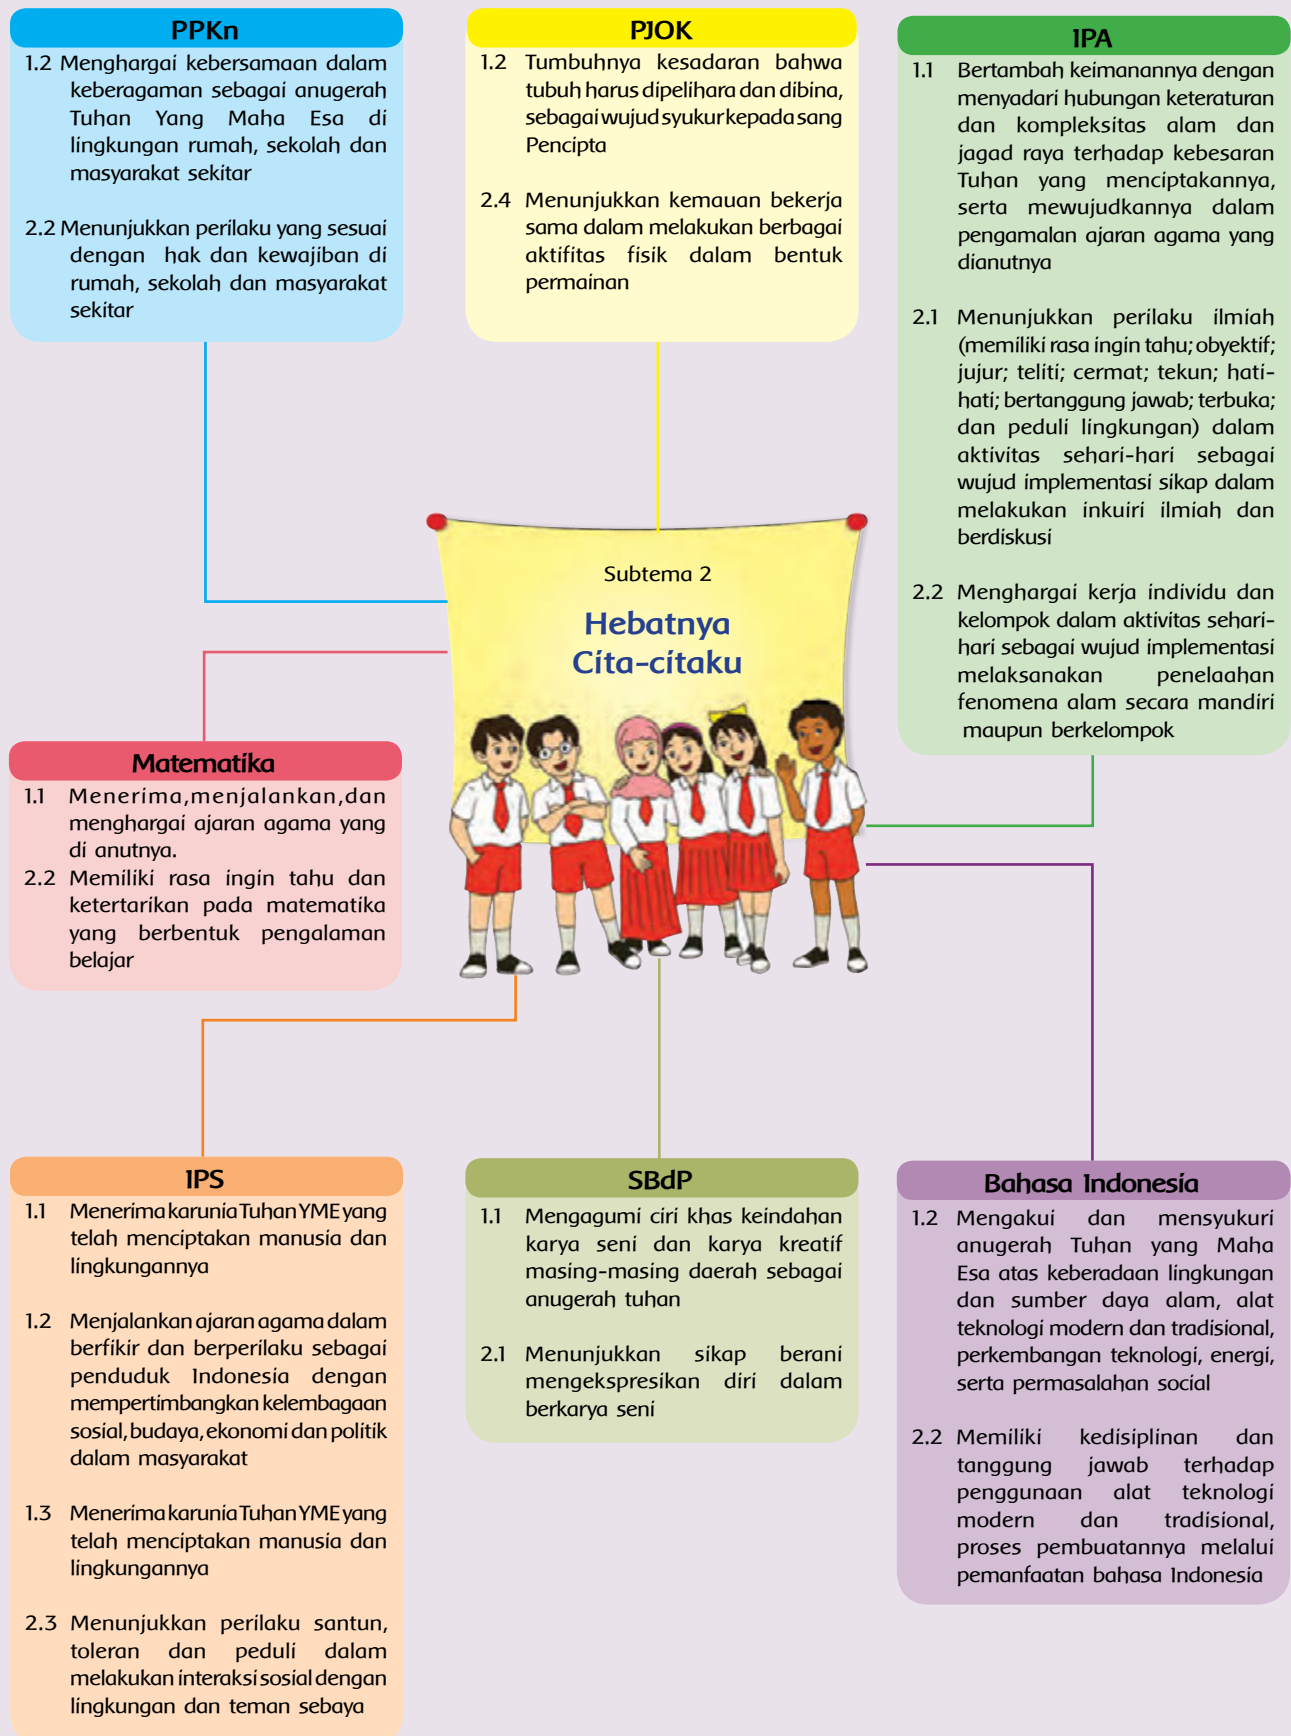 PPKn
1.2 Menghargai kebersamaan dalam
keberagaman sebagai anugerah
Tuhan Yang Maha Esa di
lingkungan rumah, sekolah dan
masyarakat sekitar
2.2 Menunjukkan perilaku yang sesuai
dengan hak dan kewajiban di
rumah, sekolah dan masyarakat
sekitar
PJOK
1.2 Tumbuhnya kesadaran bahwa
tubuh harus dipelihara dan dibina,
sebagai wujud syukur kepada sang
Pencipta
2.4 Menunjukkan kemauan bekerja
sama dalam melakukan berbagai
aktifitas fisik dalam bentuk
permainan
IPA
1.1 Bertambah keimanannya dengan
menyadari hubungan keteraturan
dan kompleksitas alam dan
jagad raya terhadap kebesaran
Tuhan yang menciptakannya,
serta mewujudkannya dalam
pengamalan ajaran agama yang
dianutnya
2.1 Menunjukkan perilaku ilmiah
(memiliki rasa ingin tahu; obyektif;
jujur; teliti; cermat; tekun; hati-
hati; bertanggung jawab; terbuka;
dan peduli lingkungan) dalam
aktivitas sehari-hari sebagai
wujud implementasi sikap dalam
melakukan inkuiri ilmiah dan
berdiskusi
2.2 Menghargai kerja individu dan
kelompok dalam aktivitas sehari-
hari sebagai wujud implementasi
melaksanakan penelaahan
fenomena alam secara mandiri
maupun berkelompok
Subtema 2
Hebatnya
Cita-citaku
Matematika
1.1 Menerima,menjalankan,dan
menghargai ajaran agama yang
di anutnya.
2.2 Memiliki rasa ingin tahu dan
ketertarikan pada matematika
yang berbentuk pengalaman
belajar
IPS
1.1 Menerima karunia Tuhan YME yang
telah menciptakan manusia dan
lingkungannya
1.2 Menjalankan ajaran agama dalam
berfikir dan berperilaku sebagai
penduduk Indonesia dengan
mempertimbangkan kelembagaan
sosial, budaya, ekonomi dan politik
dalam masyarakat
1.3 Menerima karunia Tuhan YME yang
telah menciptakan manusia dan
lingkungannya
2.3 Menunjukkan perilaku santun,
toleran dan peduli dalam
melakukan interaksi sosial dengan
lingkungan dan teman sebaya
SBdP
1.1 Mengagumi ciri khas keindahan
karya seni dan karya kreatif
masing-masing daerah sebagai
anugerah tuhan
2.1 Menunjukkan sikap berani
mengekspresikan diri dalam
berkarya seni
Bahasa Indonesia
1.2 Mengakui dan mensyukuri
anugerah Tuhan yang Maha
Esa atas keberadaan lingkungan
dan sumber daya alam, alat
teknologi modern dan tradisional,
perkembangan teknologi, energi,
serta permasalahan social
2.2 Memiliki kedisiplinan dan
tanggung jawab terhadap
penggunaan alat teknologi
modern dan tradisional,
proses pembuatannya melalui
pemanfaatan bahasa Indonesia